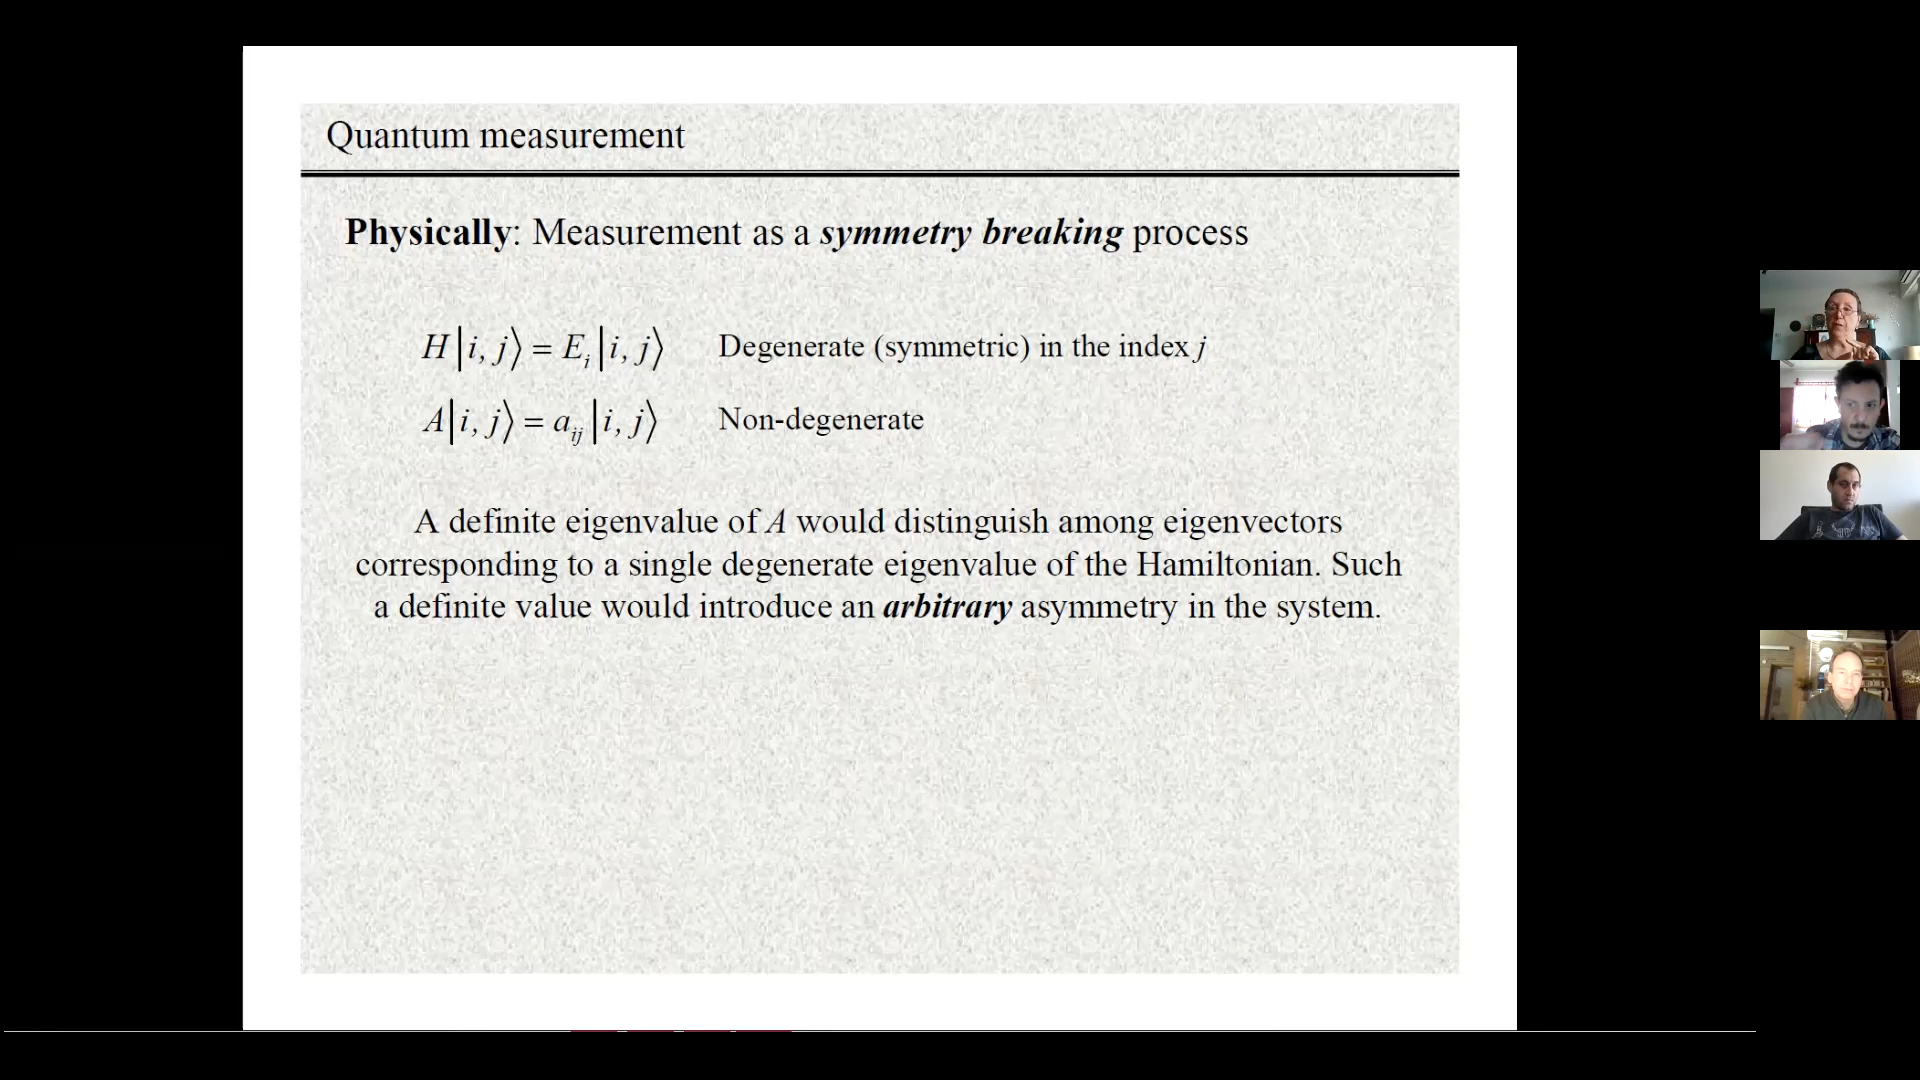 Quantum measurement
Physically: Measurement as a symmetry breaking process
H|i, j⟩ = E_i|i, j⟩ Degenerate (symmetric) in the index j
A|i, j⟩ = a_ij|i, j⟩ Non-degenerate
A definite eigenvalue of A would distinguish among eigenvectors
corresponding to a single degenerate eigenvalue of the Hamiltonian. Such
a definite value would introduce an arbitrary asymmetry in the system.